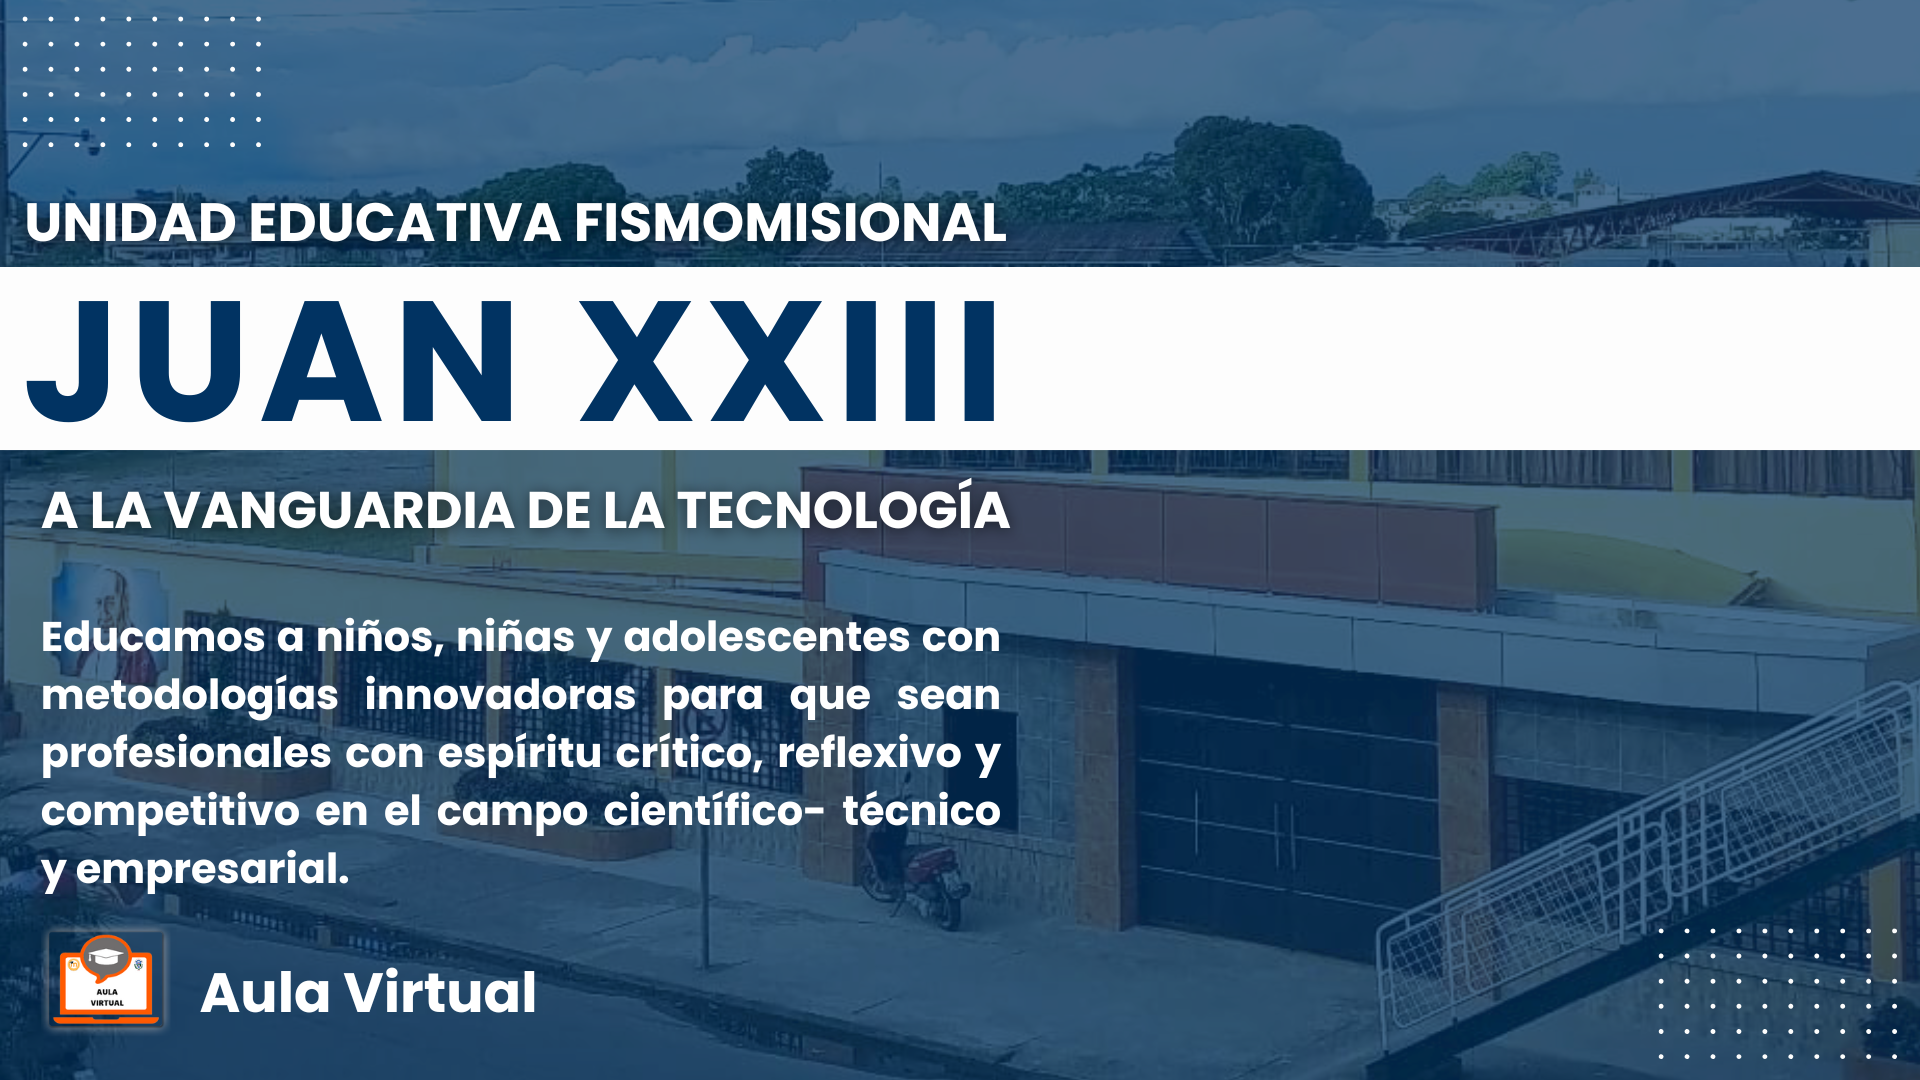 UNIDAD EDUCATIVA FISMOMISIONAL
JUAN XXIII
A LA VANGUARDIA DE LA TECNOLOGÍA
Educamos a niños, niñas y adolescentes con
metodologías innovadoras para que sean
profesionales con espíritu crítico, reflexivo y
competitivo en el campo científico- técnico
y empresarial.
AULA
VIRTUAL
Aula Virtual